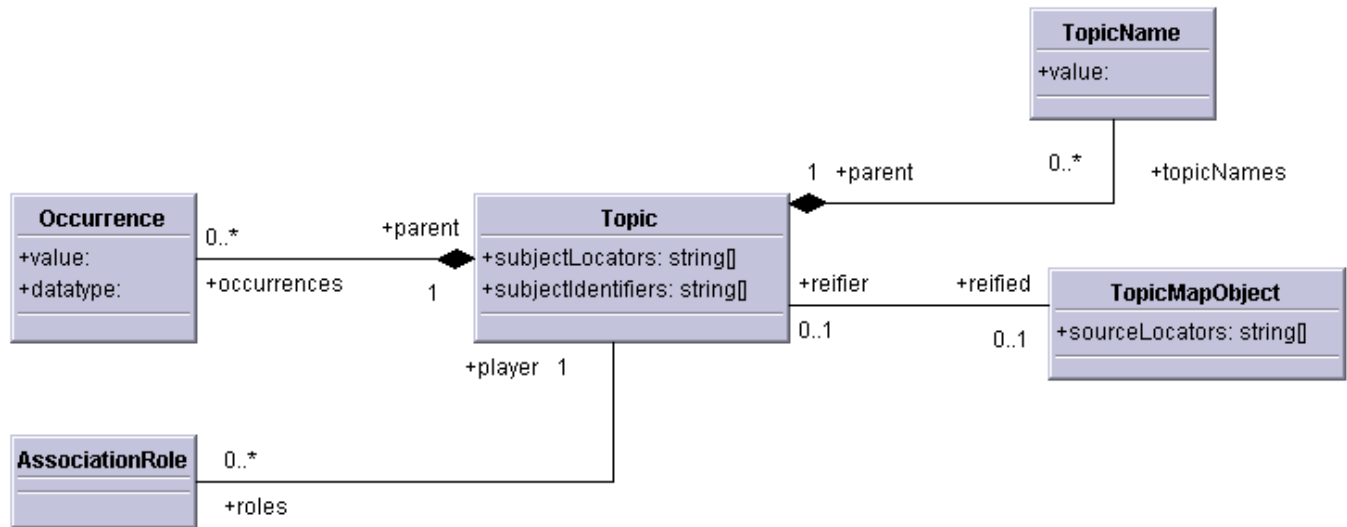 TopicName
+value:
1 +parent
0..*
+topicNames
Occurrence
+value:
+datatype:
0..*
+occurrences
+parent
1
Topic
+subjectLocators: string[]
+subjectIdentifiers: string[]
+reifier
0..1
+reified
0..1
TopicMapObject
+sourceLocators: string[]
+player 1
AssociationRole
0..*
+roles